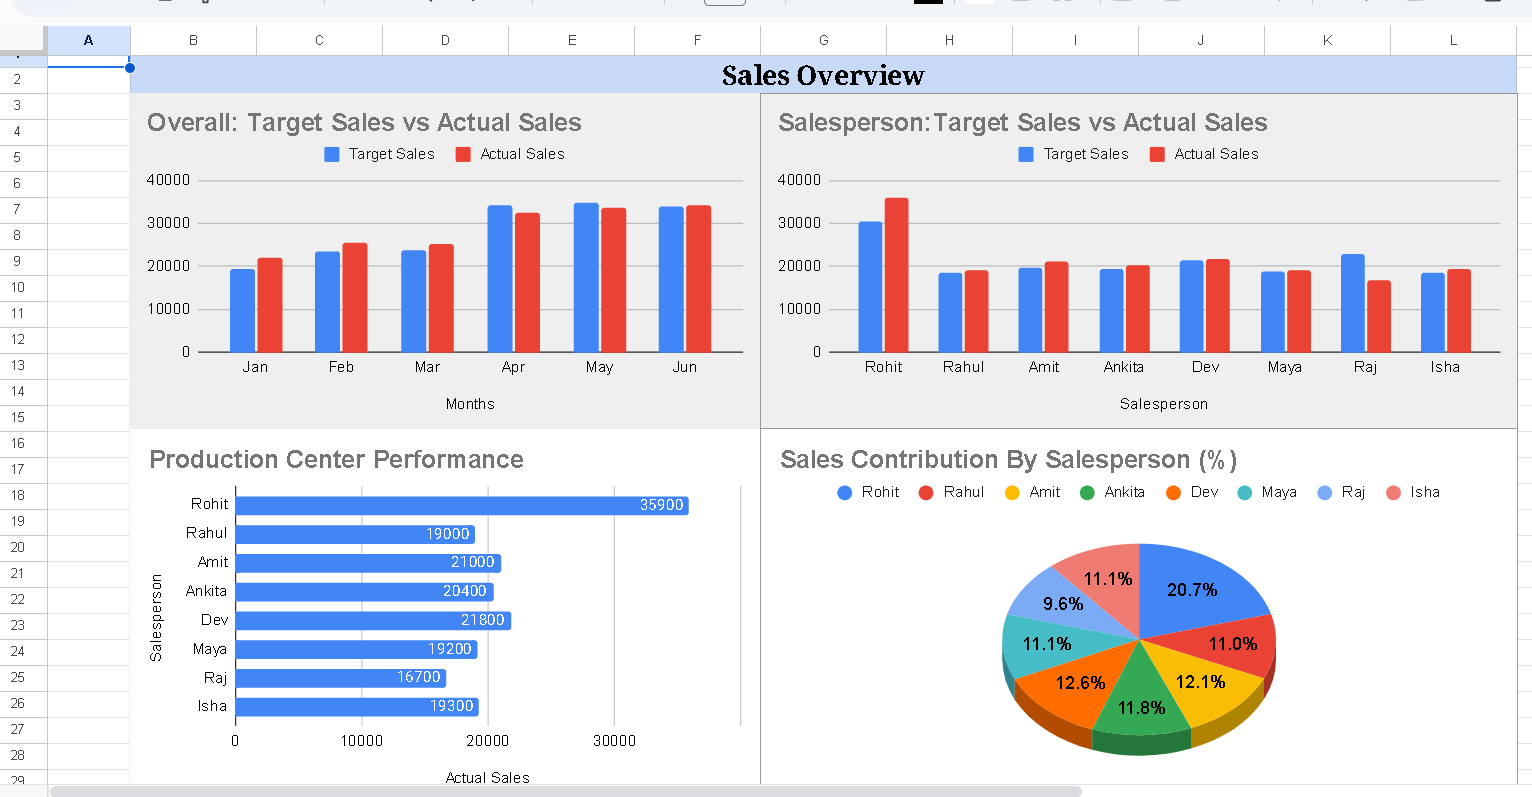 A B C D E F G H I J K L
2
3
4
5
6
7
8
9
10
11
12
13
14
15
16
17
18
19
20
21
22
23
24
25
26
27
28
29
Sales Overview
Overall: Target Sales vs Actual Sales
Target Sales Actual Sales
40000
30000
20000
10000
0
Jan Feb Mar Apr May Jun
Months
Salesperson:Target Sales vs Actual Sales
Target Sales Actual Sales
40000
30000
20000
10000
0
Rohit Rahul Amit Ankita Dev Maya Raj Isha
Salesperson
Production Center Performance
Salesperson
Rohit 35900
Rahul 19000
Amit 21000
Ankita 20400
Dev 21800
Maya 19200
Raj 16700
Isha 19300
0 10000 20000 30000
Actual Sales
Sales Contribution By Salesperson (%)
Rohit Rahul Amit Ankita Dev Maya Raj Isha
11.1% 20.7%
9.6%
11.1% 11.0%
12.6% 12.1%
11.8%